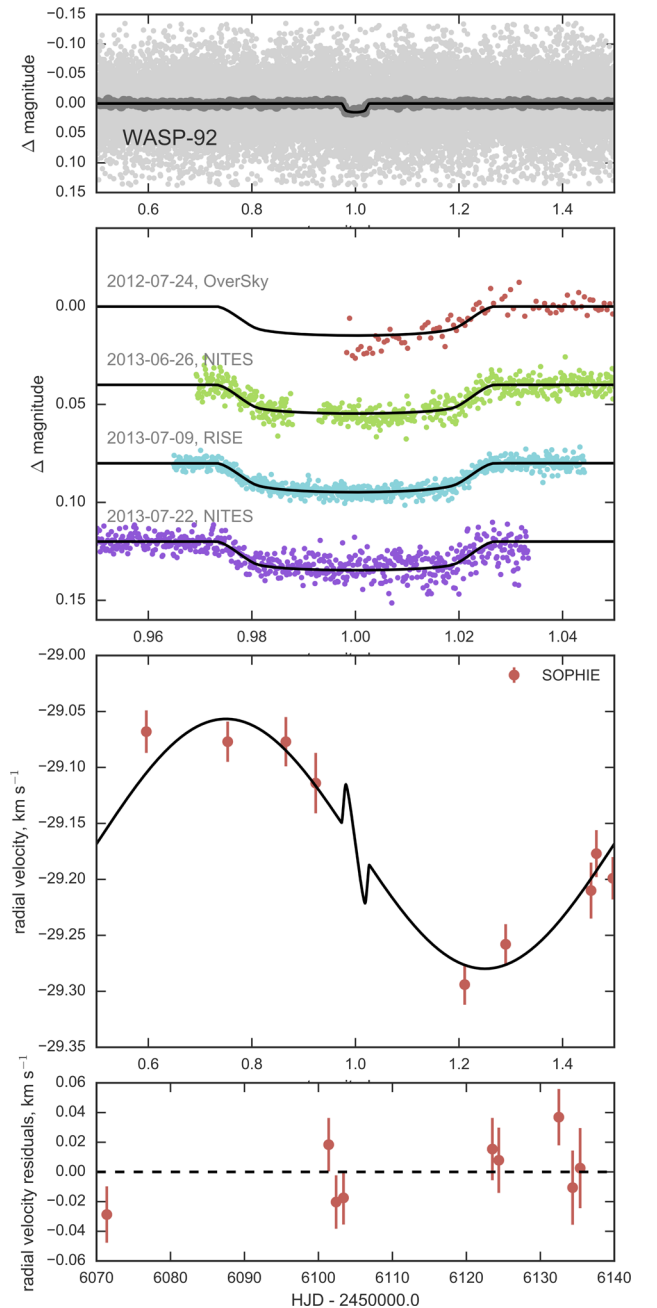 −0.15
−0.10
−0.05
0.00
0.05
0.10
0.15
Δ magnitude
WASP-92
0.6 0.8 1.0 1.2 1.4
0.00
0.05
0.10
0.15
Δ magnitude
2012-07-24, OverSky
2013-06-26, NITES
2013-07-09, RISE
2013-07-22, NITES
0.96 0.98 1.00 1.02 1.04
−29.00
−29.05
−29.10
−29.15
−29.20
−29.25
−29.30
−29.35
radial velocity, km s⁻¹
SOPHIE
0.6 0.8 1.0 1.2 1.4
0.06
0.04
0.02
0.00
−0.02
−0.04
−0.06
radial velocity residuals, km s⁻¹
6070 6080 6090 6100 6110 6120 6130 6140
HJD - 2450000.0